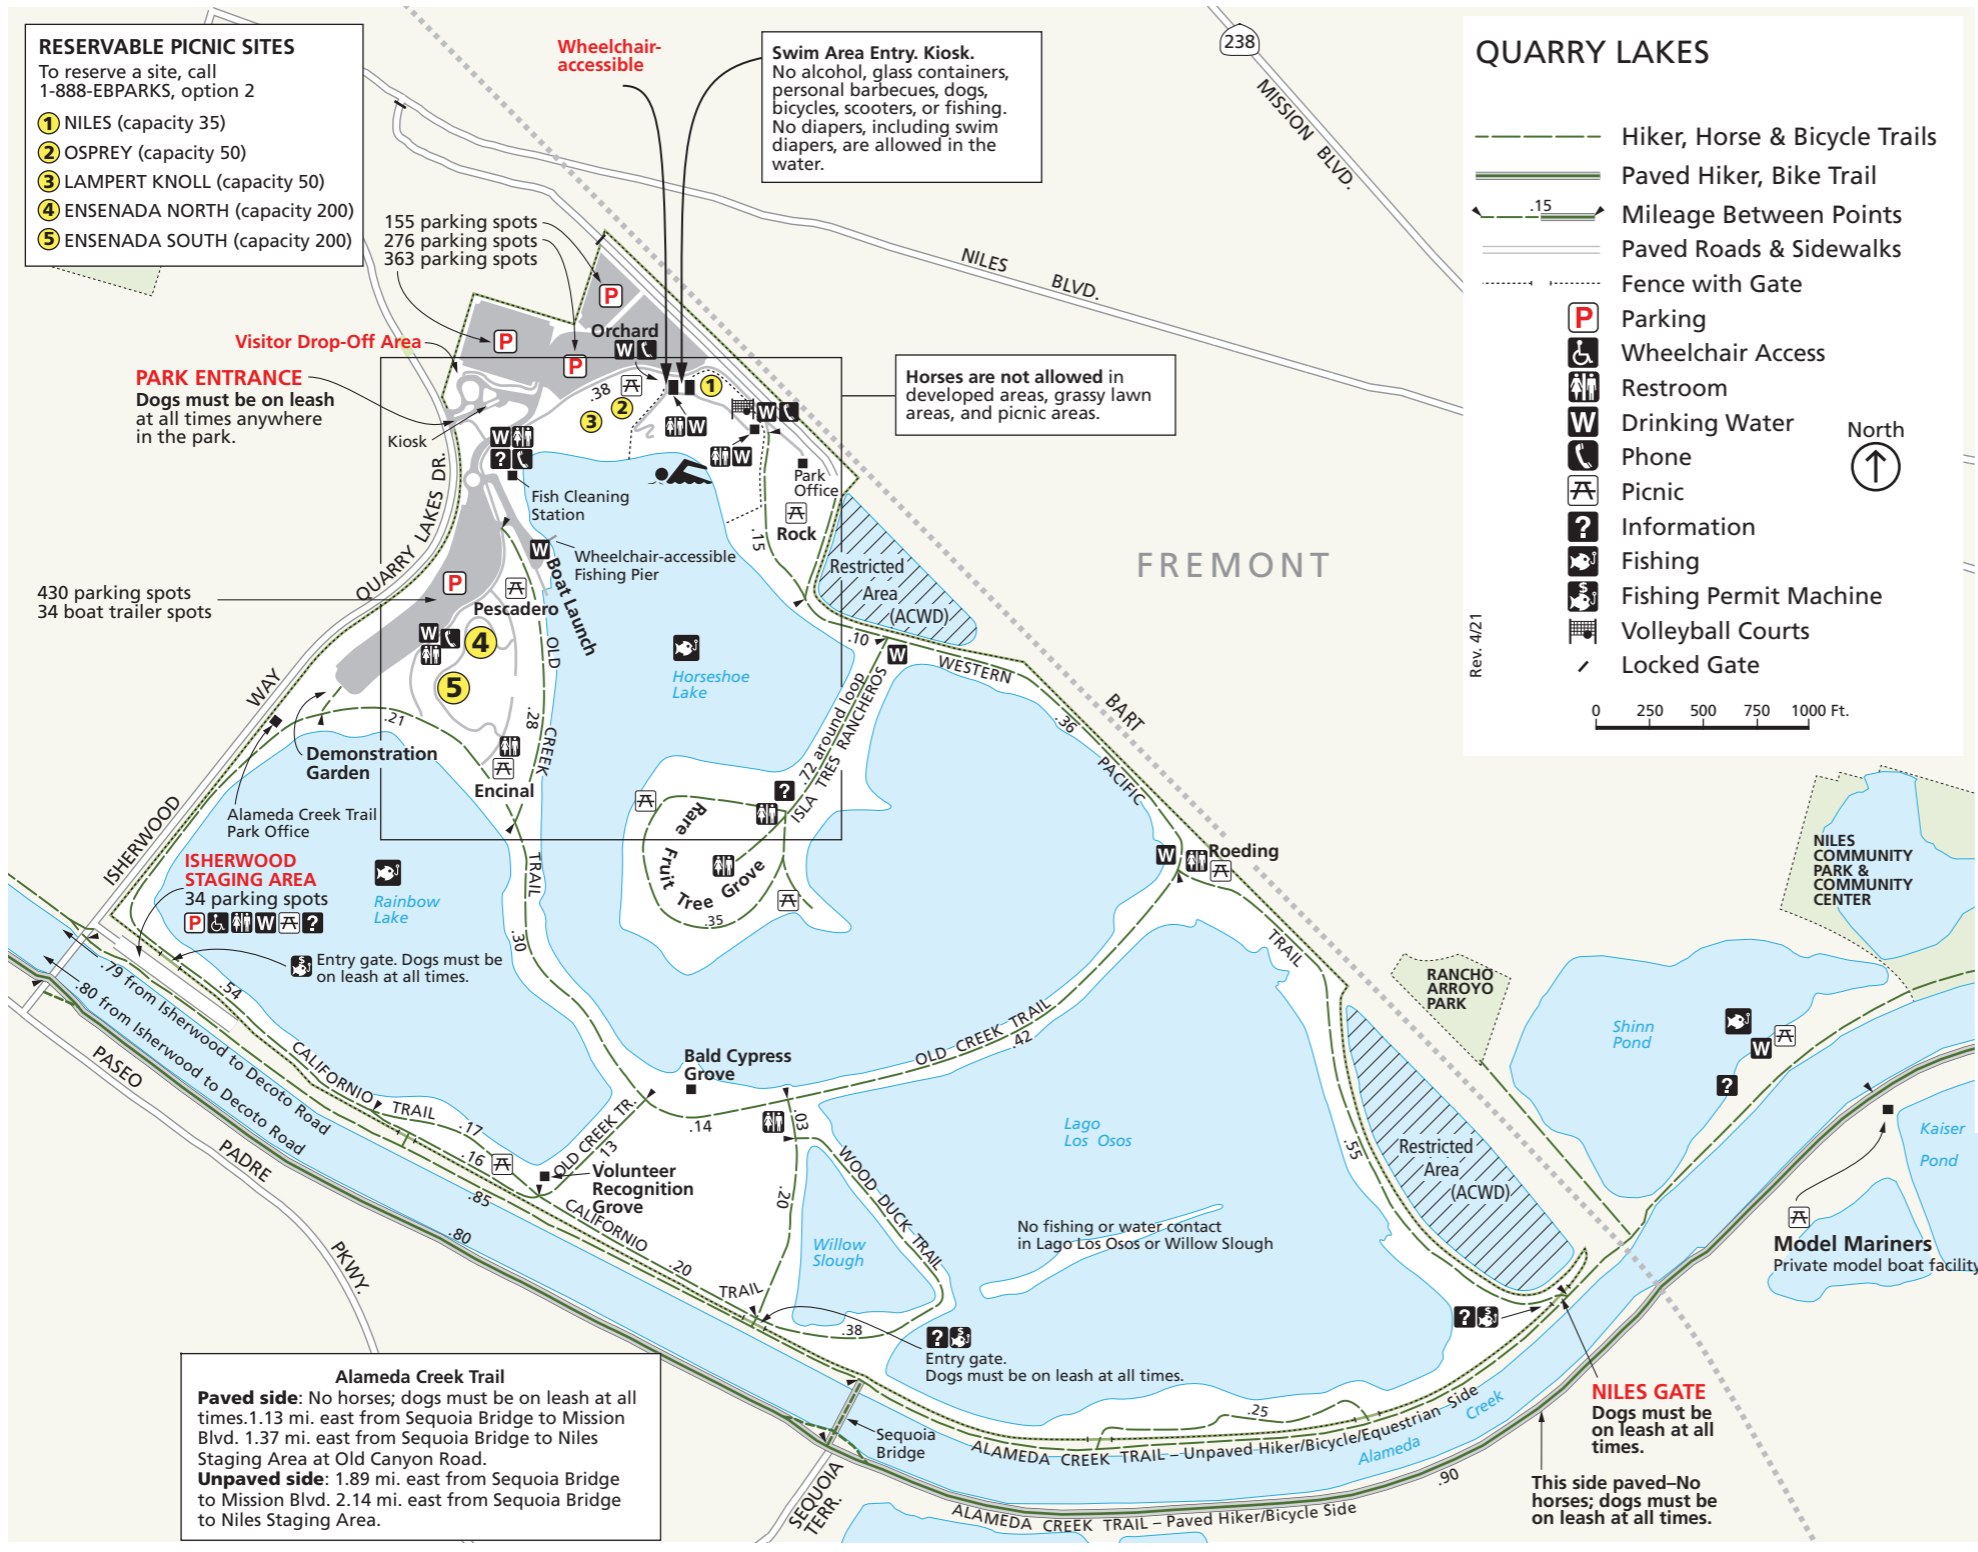 RESERVABLE PICNIC SITES
To reserve a site, call
1-888-EBPARKS, option 2
1 NILES (capacity 35)
2 OSPREY (capacity 50)
3 LAMPERT KNOLL (capacity 50)
4 ENSENADA NORTH (capacity 200)
5 ENSENADA SOUTH (capacity 200)
Wheelchair-
accessible
Swim Area Entry. Kiosk.
No alcohol, glass containers,
personal barbecues, dogs,
bicycles, scooters, or fishing.
No diapers, including swim
diapers, are allowed in the
water.
238
MISSION BLVD.
NILES BLVD.
QUARRY LAKES
Hiker, Horse & Bicycle Trails
Paved Hiker, Bike Trail
.15
Mileage Between Points
Paved Roads & Sidewalks
Fence with Gate
P Parking
Wheelchair Access
Restroom
W Drinking Water
Phone
Picnic
? Information
Fishing
Fishing Permit Machine
Volleyball Courts
Locked Gate
North
Rev. 4/21
0 250 500 750 1000 Ft.
155 parking spots
276 parking spots
363 parking spots
P
P
P
Orchard
W
Visitor Drop-Off Area
PARK ENTRANCE
Dogs must be on leash
at all times anywhere
in the park.
Kiosk
.38
1
2
3
W
W
W
W
?
Horses are not allowed in
developed areas, grassy lawn
areas, and picnic areas.
Park
Office
Rock
.15
Fish Cleaning
Station
QUARRY LAKES DR.
W
Wheelchair-accessible
Fishing Pier
Boat Launch
430 parking spots
34 boat trailer spots
P
Pescadero
W
4
5
Restricted
Area
(ACWD)
FREMONT
.10
W
WESTERN
PACIFIC
TRAIL
.36
BART
Horseshoe
Lake
.72 around loop
ISLA TRES RANCHEROS
OLD
CREEK
TRAIL
.28
.21
Demonstration
Garden
Encinal
Alameda Creek Trail
Park Office
ISHERWOOD
WAY
ISHERWOOD
STAGING AREA
34 parking spots
P W ?
Rainbow
Lake
Entry gate. Dogs must be
on leash at all times.
?
Rare
Fruit
Tree
Grove
.35
W
Roeding
NILES
COMMUNITY
PARK &
COMMUNITY
CENTER
RANCHO
ARROYO
PARK
Shinn
Pond
W
?
Kaiser
Pond
Model Mariners
Private model boat facility
.79 from Isherwood to Decoto Road
.80 from Isherwood to Decoto Road
.54
.30
CALIFORNIO TRAIL
.17
.16
.85
.80
PASEO
PADRE
PKWY.
Bald Cypress
Grove
OLD CREEK TRAIL
.42
OLD CREEK TR.
.13
.14
.03
Volunteer
Recognition
Grove
CALIFORNIO
TRAIL
.20
.20
WOOD DUCK TRAIL
Willow
Slough
.38
Lago
Los Osos
No fishing or water contact
in Lago Los Osos or Willow Slough
.55
Restricted
Area
(ACWD)
?
?
Entry gate.
Dogs must be on leash at all times.
Sequoia
Bridge
SEQUOIA
TERR.
.25
ALAMEDA CREEK TRAIL – Unpaved Hiker/Bicycle/Equestrian Side
Alameda Creek
ALAMEDA CREEK TRAIL – Paved Hiker/Bicycle Side
.90
NILES GATE
Dogs must be
on leash at all
times.
This side paved–No
horses; dogs must be
on leash at all times.
Alameda Creek Trail
Paved side: No horses; dogs must be on leash at all
times.1.13 mi. east from Sequoia Bridge to Mission
Blvd. 1.37 mi. east from Sequoia Bridge to Niles
Staging Area at Old Canyon Road.
Unpaved side: 1.89 mi. east from Sequoia Bridge
to Mission Blvd. 2.14 mi. east from Sequoia Bridge
to Niles Staging Area.